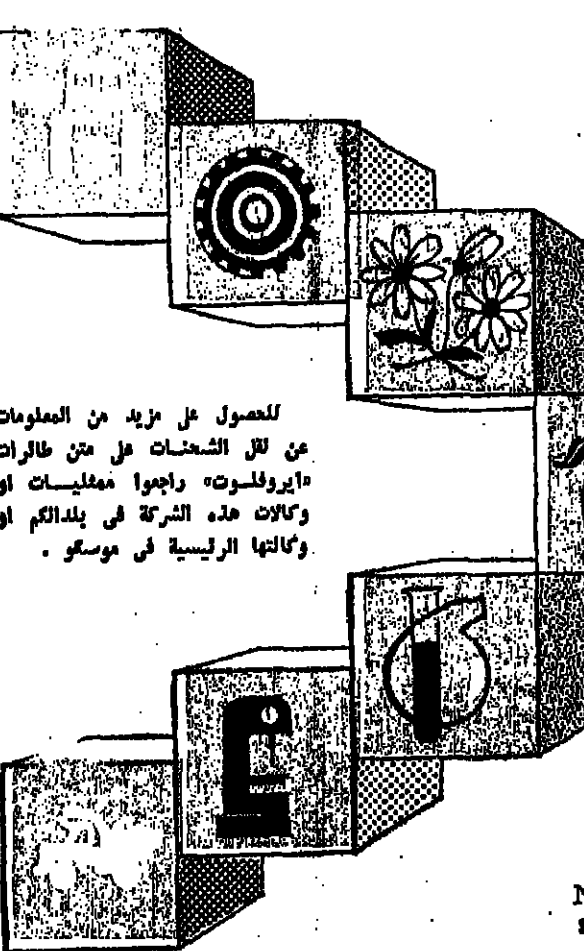 للحصول على مزيد من المعلومات
عن نقل الشحنات على متن طائرات
«ايروفلوت» راجعوا ممثليات او
وكالات هذه الشركة فى بلدانكم او
وكالتها الرئيسية فى موسكو .